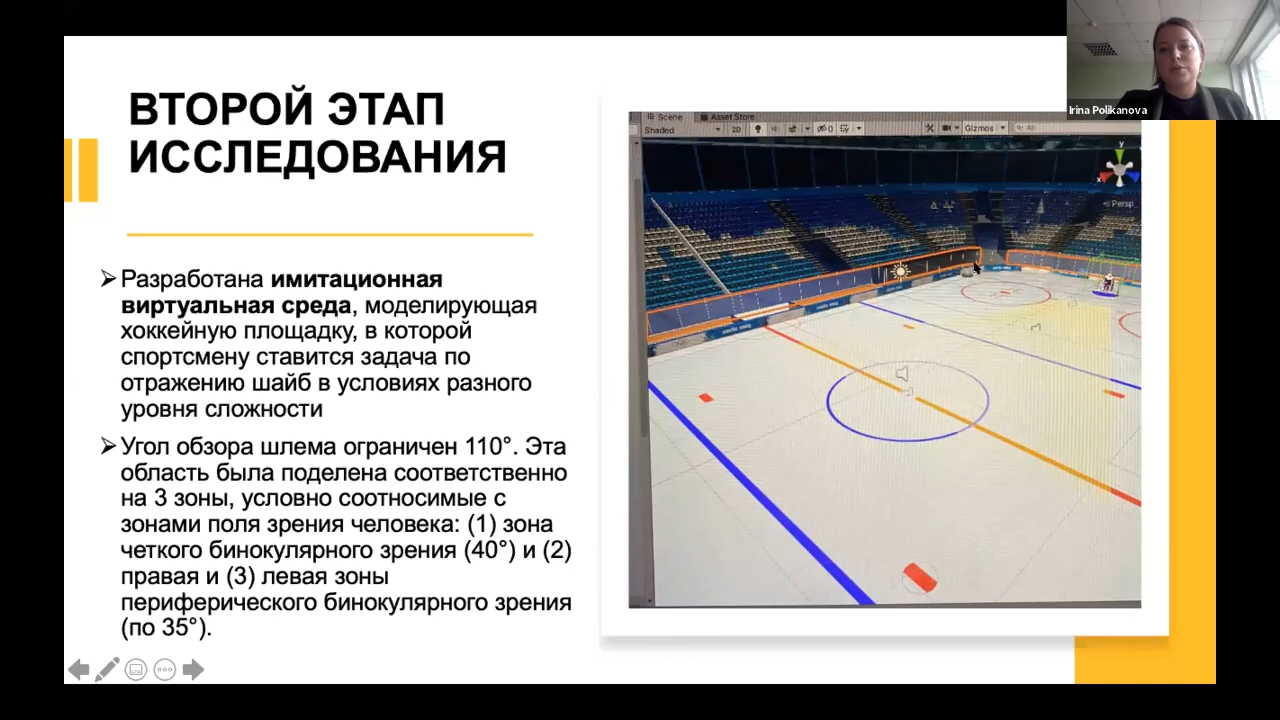 ВТОРОЙ ЭТАП
ИССЛЕДОВАНИЯ
➢Разработана имитационная
виртуальная среда, моделирующая
хоккейную площадку, в которой
спортсмену ставится задача по
отражению шайб в условиях разного
уровня сложности
➢Угол обзора шлема ограничен 110°. Эта
область была поделена соответственно
на 3 зоны, условно соотносимые с
зонами поля зрения человека: (1) зона
четкого бинокулярного зрения (40°) и (2)
правая и (3) левая зоны
периферического бинокулярного зрения
(по 35°).
Irina Polikanova
Scene Asset Store
Shaded 2D 0 Gizmos All
y
x
Persp